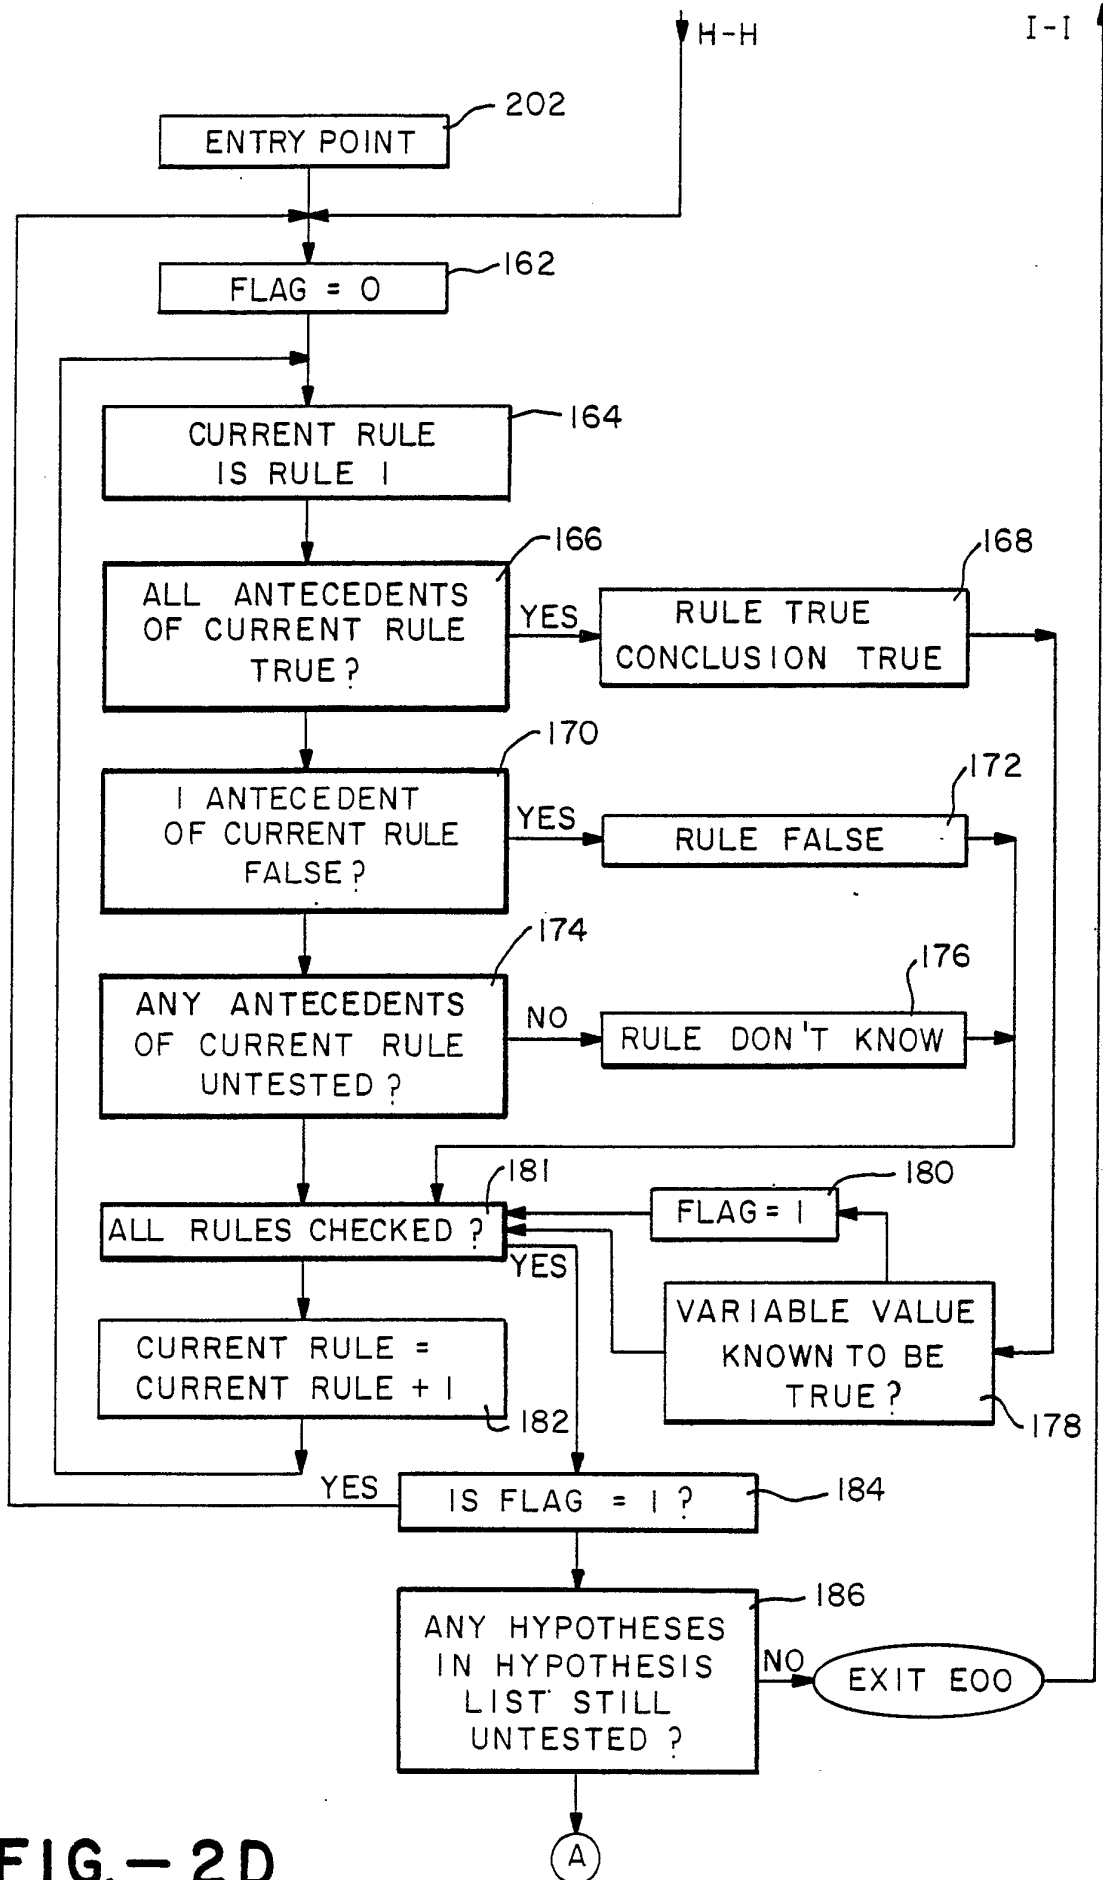 H-H
I-I
202
ENTRY POINT
162
FLAG = 0
164
CURRENT RULE
IS RULE 1
166
ALL ANTECEDENTS
OF CURRENT RULE
TRUE?
YES
168
RULE TRUE
CONCLUSION TRUE
170
1 ANTECEDENT
OF CURRENT RULE
FALSE?
YES
172
RULE FALSE
174
ANY ANTECEDENTS
OF CURRENT RULE
UNTESTED?
NO
176
RULE DON'T KNOW
181
ALL RULES CHECKED?
YES
180
FLAG = 1
VARIABLE VALUE
KNOWN TO BE
TRUE?
178
CURRENT RULE =
CURRENT RULE + 1
182
YES
IS FLAG = 1?
184
186
ANY HYPOTHESES
IN HYPOTHESIS
LIST STILL
UNTESTED?
NO
EXIT EOO
A
FIG.-2D